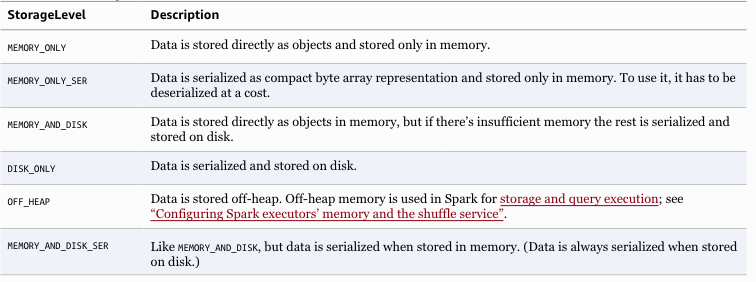 StorageLevel Description
MEMORY_ONLY Data is stored directly as objects and stored only in memory.
MEMORY_ONLY_SER Data is serialized as compact byte array representation and stored only in memory. To use it, it has to be
deserialized at a cost.
MEMORY_AND_DISK Data is stored directly as objects in memory, but if there's insufficient memory the rest is serialized and
stored on disk.
DISK_ONLY Data is serialized and stored on disk.
OFF_HEAP Data is stored off-heap. Off-heap memory is used in Spark for storage and query execution; see
“Configuring Spark executors’ memory and the shuffle service”.
MEMORY_AND_DISK_SER Like MEMORY_AND_DISK, but data is serialized when stored in memory. (Data is always serialized when stored
on disk.)